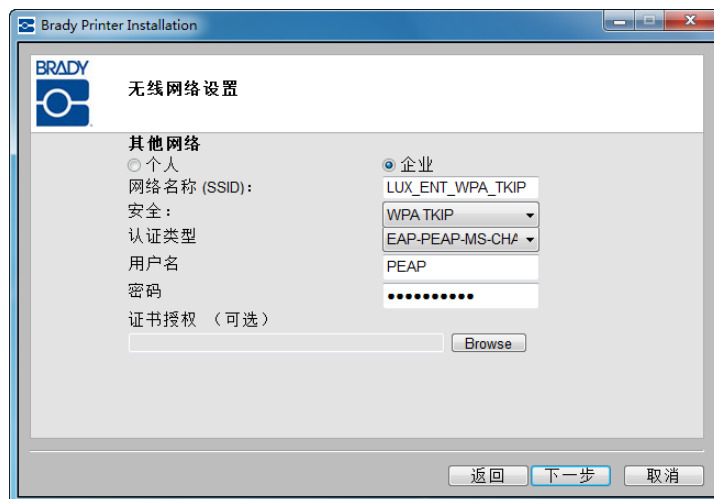 Brady Printer Installation
BRADY
无线网络设置
其他网络
个人 企业
网络名称 (SSID): LUX_ENT_WPA_TKIP
安全: WPA TKIP
认证类型 EAP-PEAP-MS-CHA
用户名 PEAP
密码 ●●●●●●●●●●
证书授权 （可选）
Browse
返回 下一步 取消